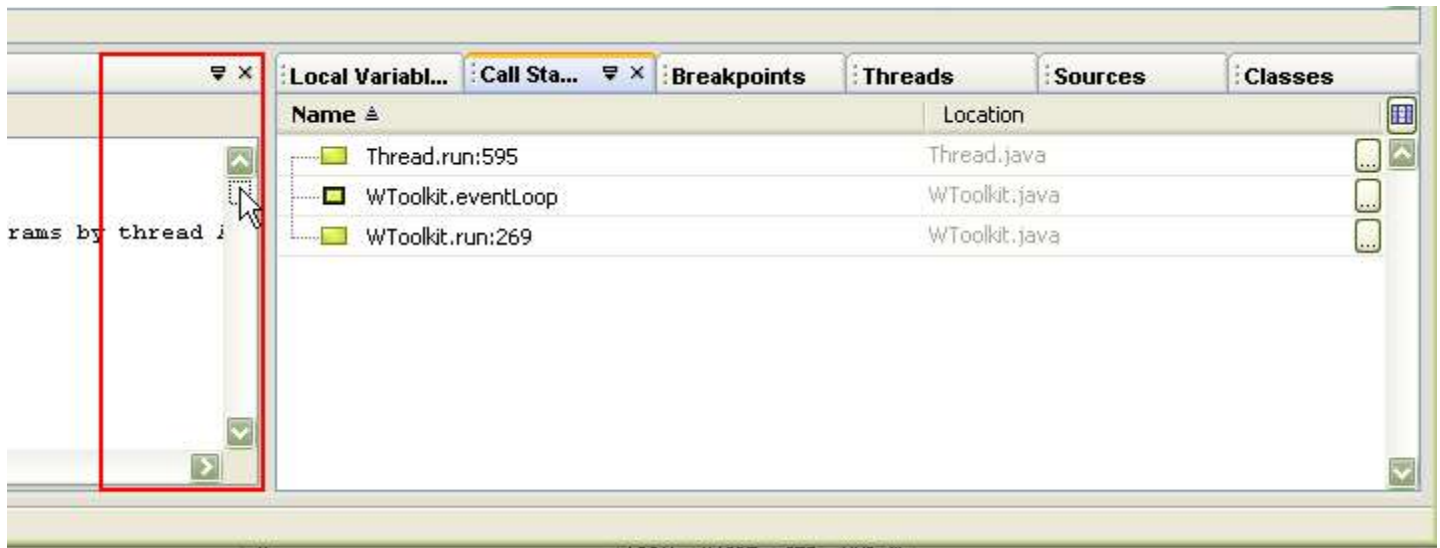 Local Variabl... Call Sta... Breakpoints Threads Sources Classes
Name Location
Thread.run:595 Thread.java
WToolkit.eventLoop WToolkit.java
rams by thread
WToolkit.run:269 WToolkit.java